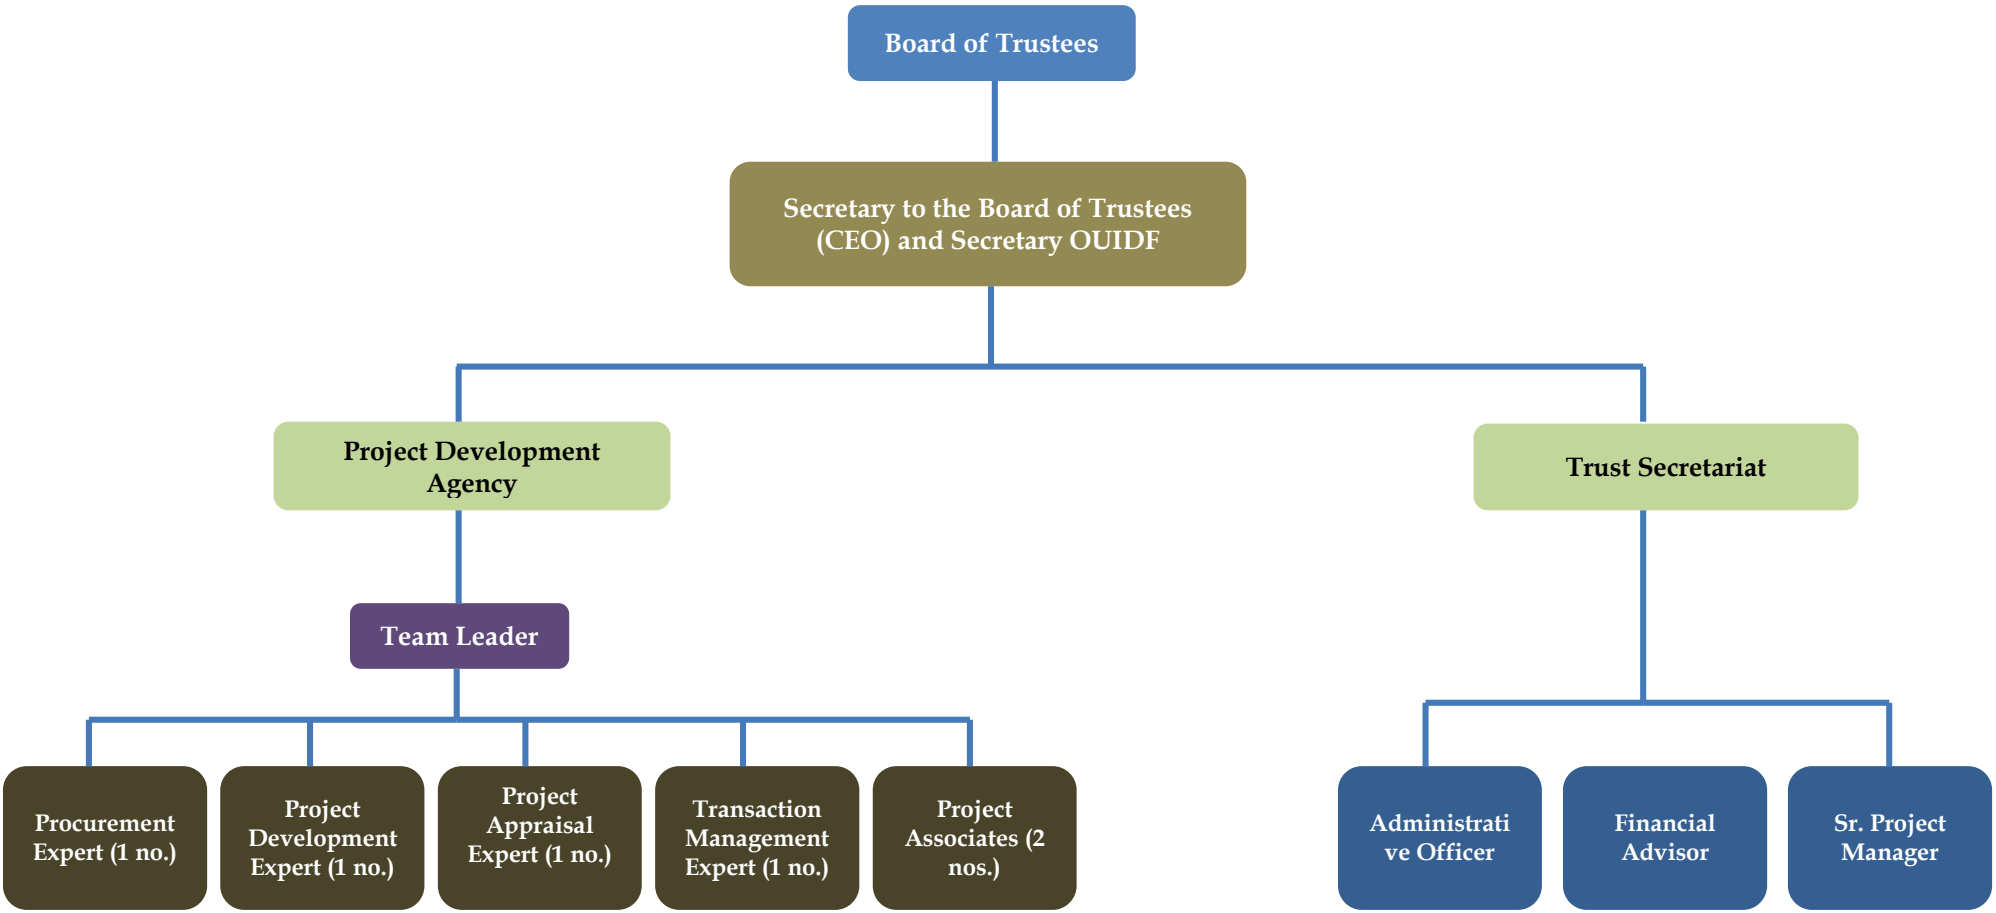 Board of Trustees
Secretary to the Board of Trustees
(CEO) and Secretary OUIDF
Project Development
Agency
Trust Secretariat
Team Leader
Procurement
Expert (1 no.)
Project
Development
Expert (1 no.)
Project
Appraisal
Expert (1 no.)
Transaction
Management
Expert (1 no.)
Project
Associates (2
nos.)
Administrati
ve Officer
Financial
Advisor
Sr. Project
Manager